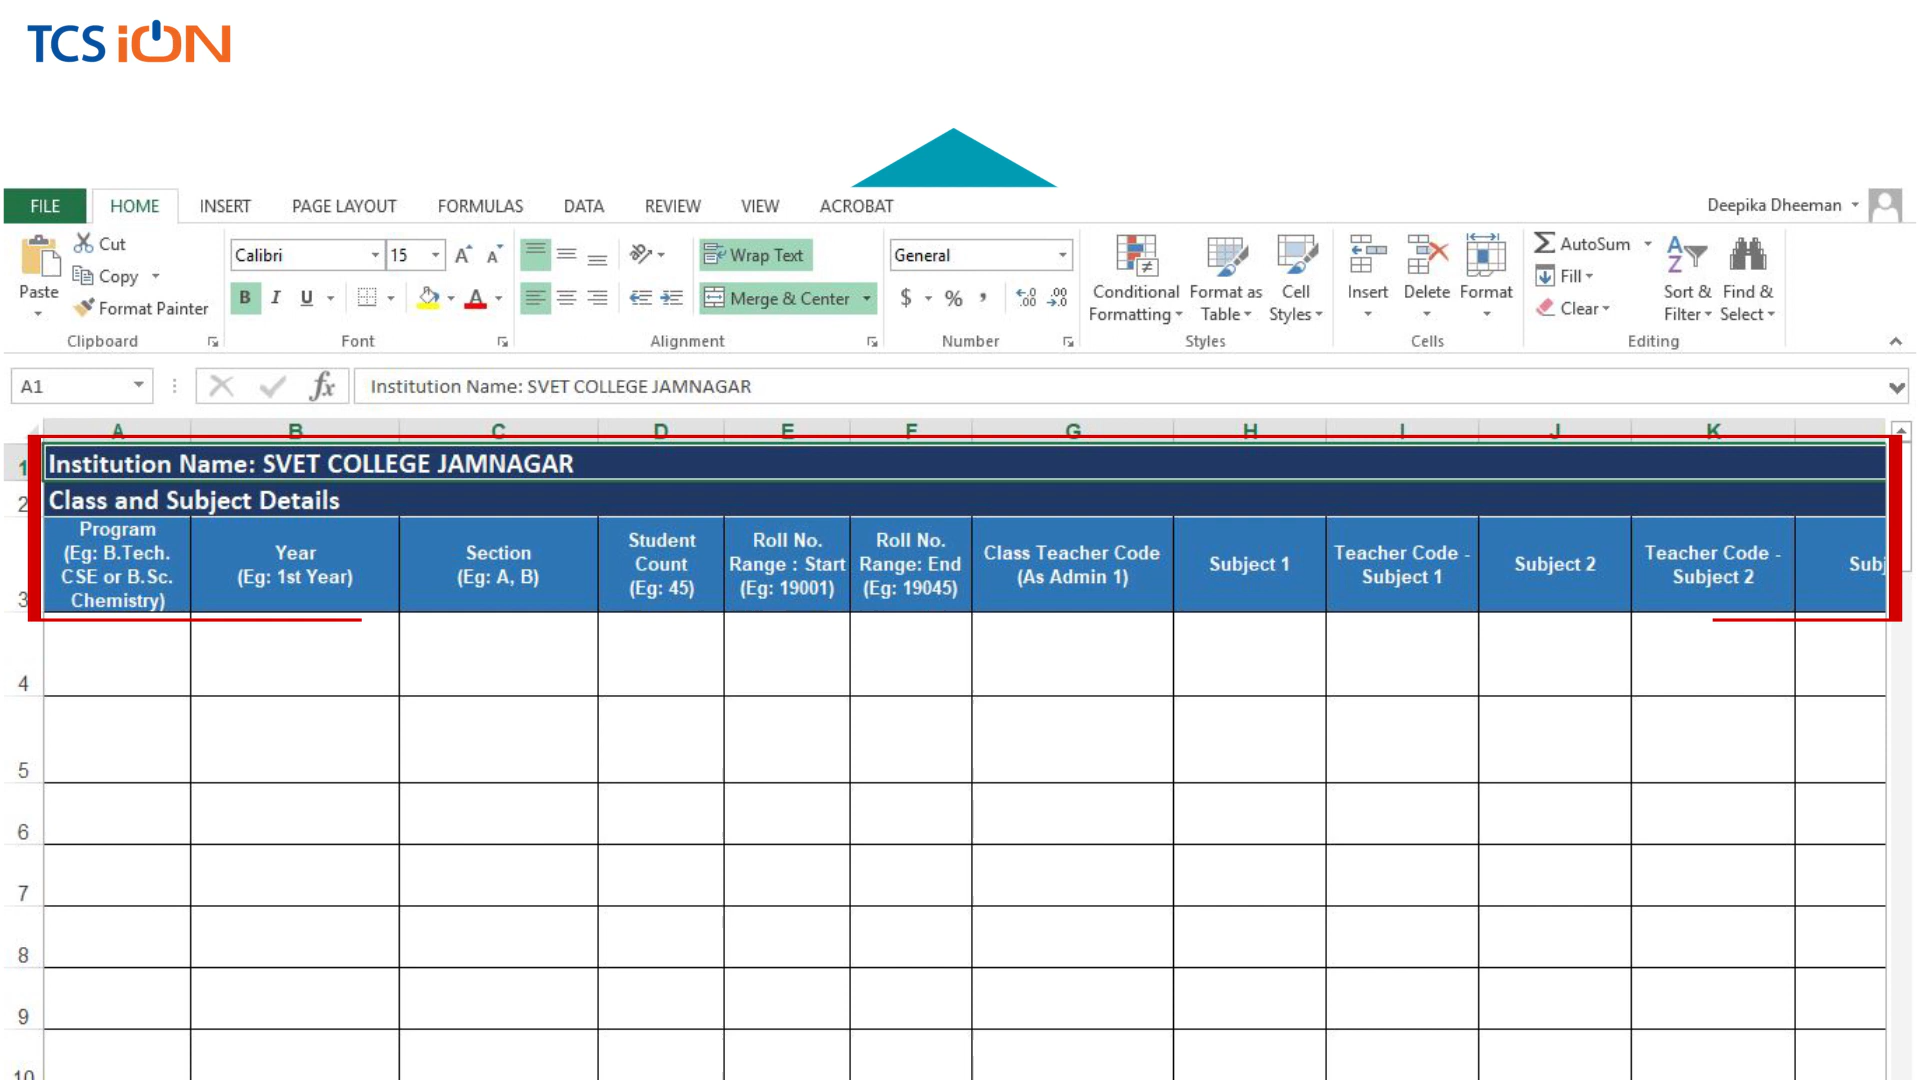 TCS iON
FILE HOME INSERT PAGE LAYOUT FORMULAS DATA REVIEW VIEW ACROBAT Deepika Dheeman
Paste
Cut
Copy
Format Painter
Clipboard
Calibri 15
B I U
Font
Wrap Text
Merge & Center
Alignment
General
$ % ,
Number
Conditional Formatting
Format as Table
Cell Styles
Styles
Insert Delete Format
Cells
AutoSum
Fill
Clear
Sort & Filter
Find & Select
Editing
A1 fx Institution Name: SVET COLLEGE JAMNAGAR
A B C D E F G H I J K
1 Institution Name: SVET COLLEGE JAMNAGAR
2 Class and Subject Details
3
Program
(Eg: B.Tech.
CSE or B.Sc.
Chemistry)
Year
(Eg: 1st Year)
Section
(Eg: A, B)
Student
Count
(Eg: 45)
Roll No.
Range : Start
(Eg: 19001)
Roll No.
Range: End
(Eg: 19045)
Class Teacher Code
(As Admin 1)
Subject 1
Teacher Code -
Subject 1
Subject 2
Teacher Code -
Subject 2
Subj
4
5
6
7
8
9
10